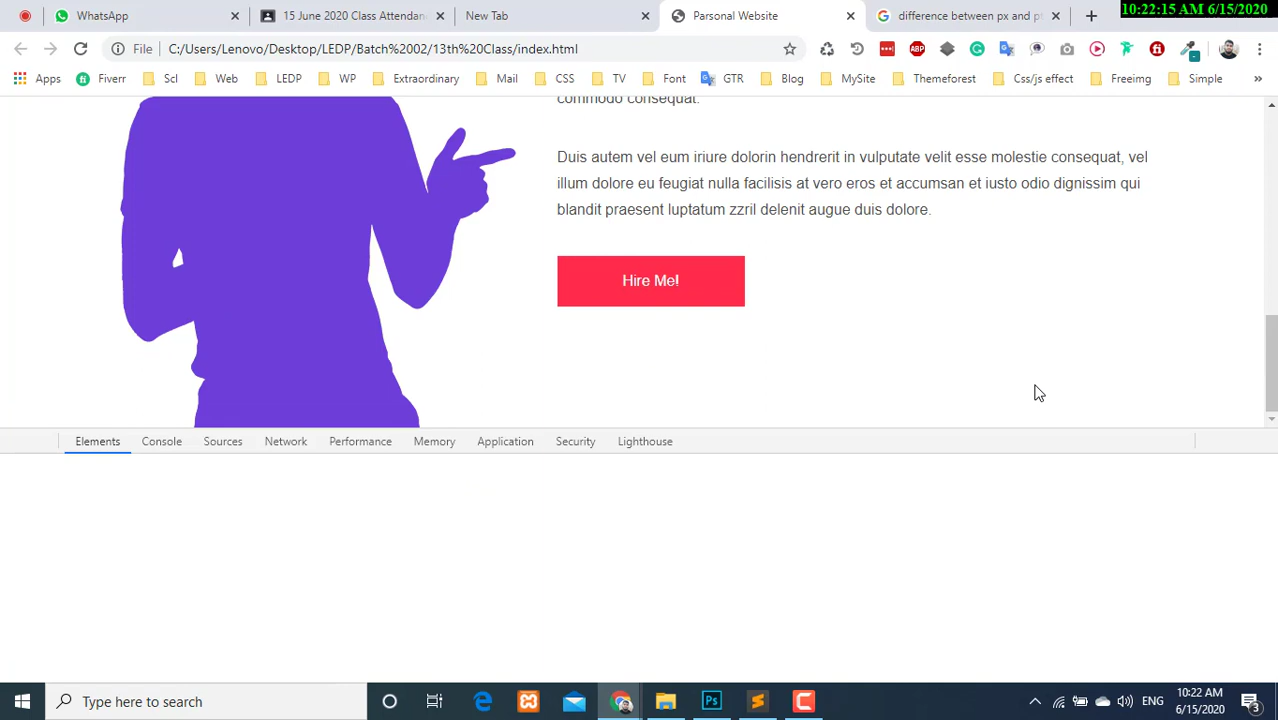 10:22:15 AM 6/15/2020
WhatsApp
15 June 2020 Class Attendan
New Tab
Parsonal Website
difference between px and pt
File
C:/Users/Lenovo/Desktop/LEDP/Batch%2002/13th%20Class/index.html
ABP
Apps
Fiverr
Scl
Web
LEDP
WP
Extraordinary
Mail
CSS
TV
Font
GTR
Blog
MySite
Themeforest
Css/js effect
Freeimg
Simple
commodo consequat.
Duis autem vel eum iriure dolorin hendrerit in vulputate velit esse molestie consequat, vel
illum dolore eu feugiat nulla facilisis at vero eros et accumsan et iusto odio dignissim qui
blandit praesent luptatum zzril delenit augue duis dolore.
Hire Me!
Elements
Console
Sources
Network
Performance
Memory
Application
Security
Lighthouse
Type here to search
Ps
ENG
10:22 AM
6/15/2020
3